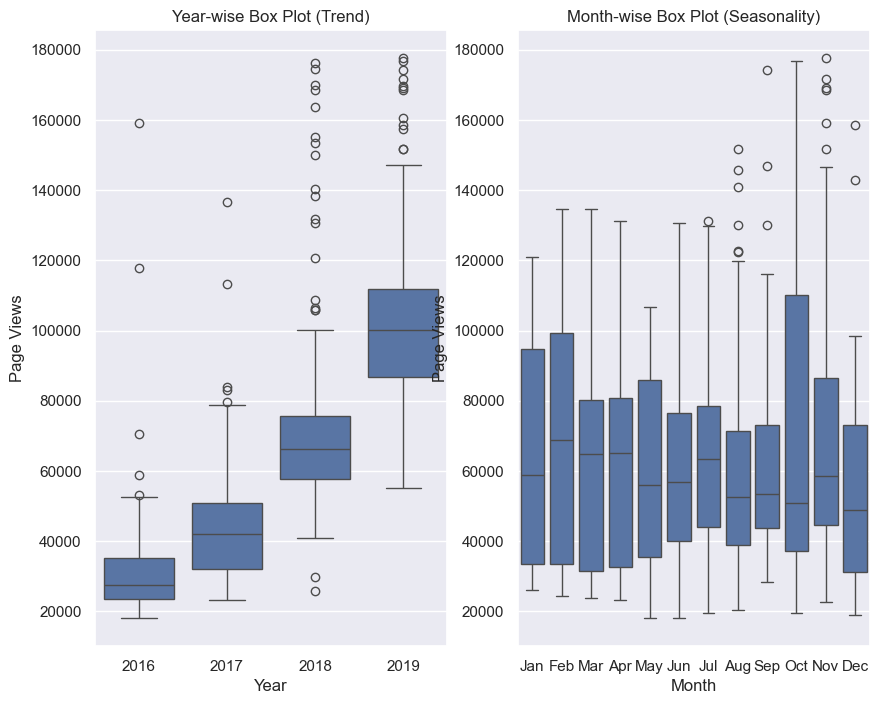 Year-wise Box Plot (Trend)
Page Views
180000
160000
140000
120000
100000
80000
60000
40000
20000
2016 2017 2018 2019
Year
Month-wise Box Plot (Seasonality)
Page Views
180000
160000
140000
120000
100000
80000
60000
40000
20000
Jan Feb Mar Apr May Jun Jul Aug Sep Oct Nov Dec
Month